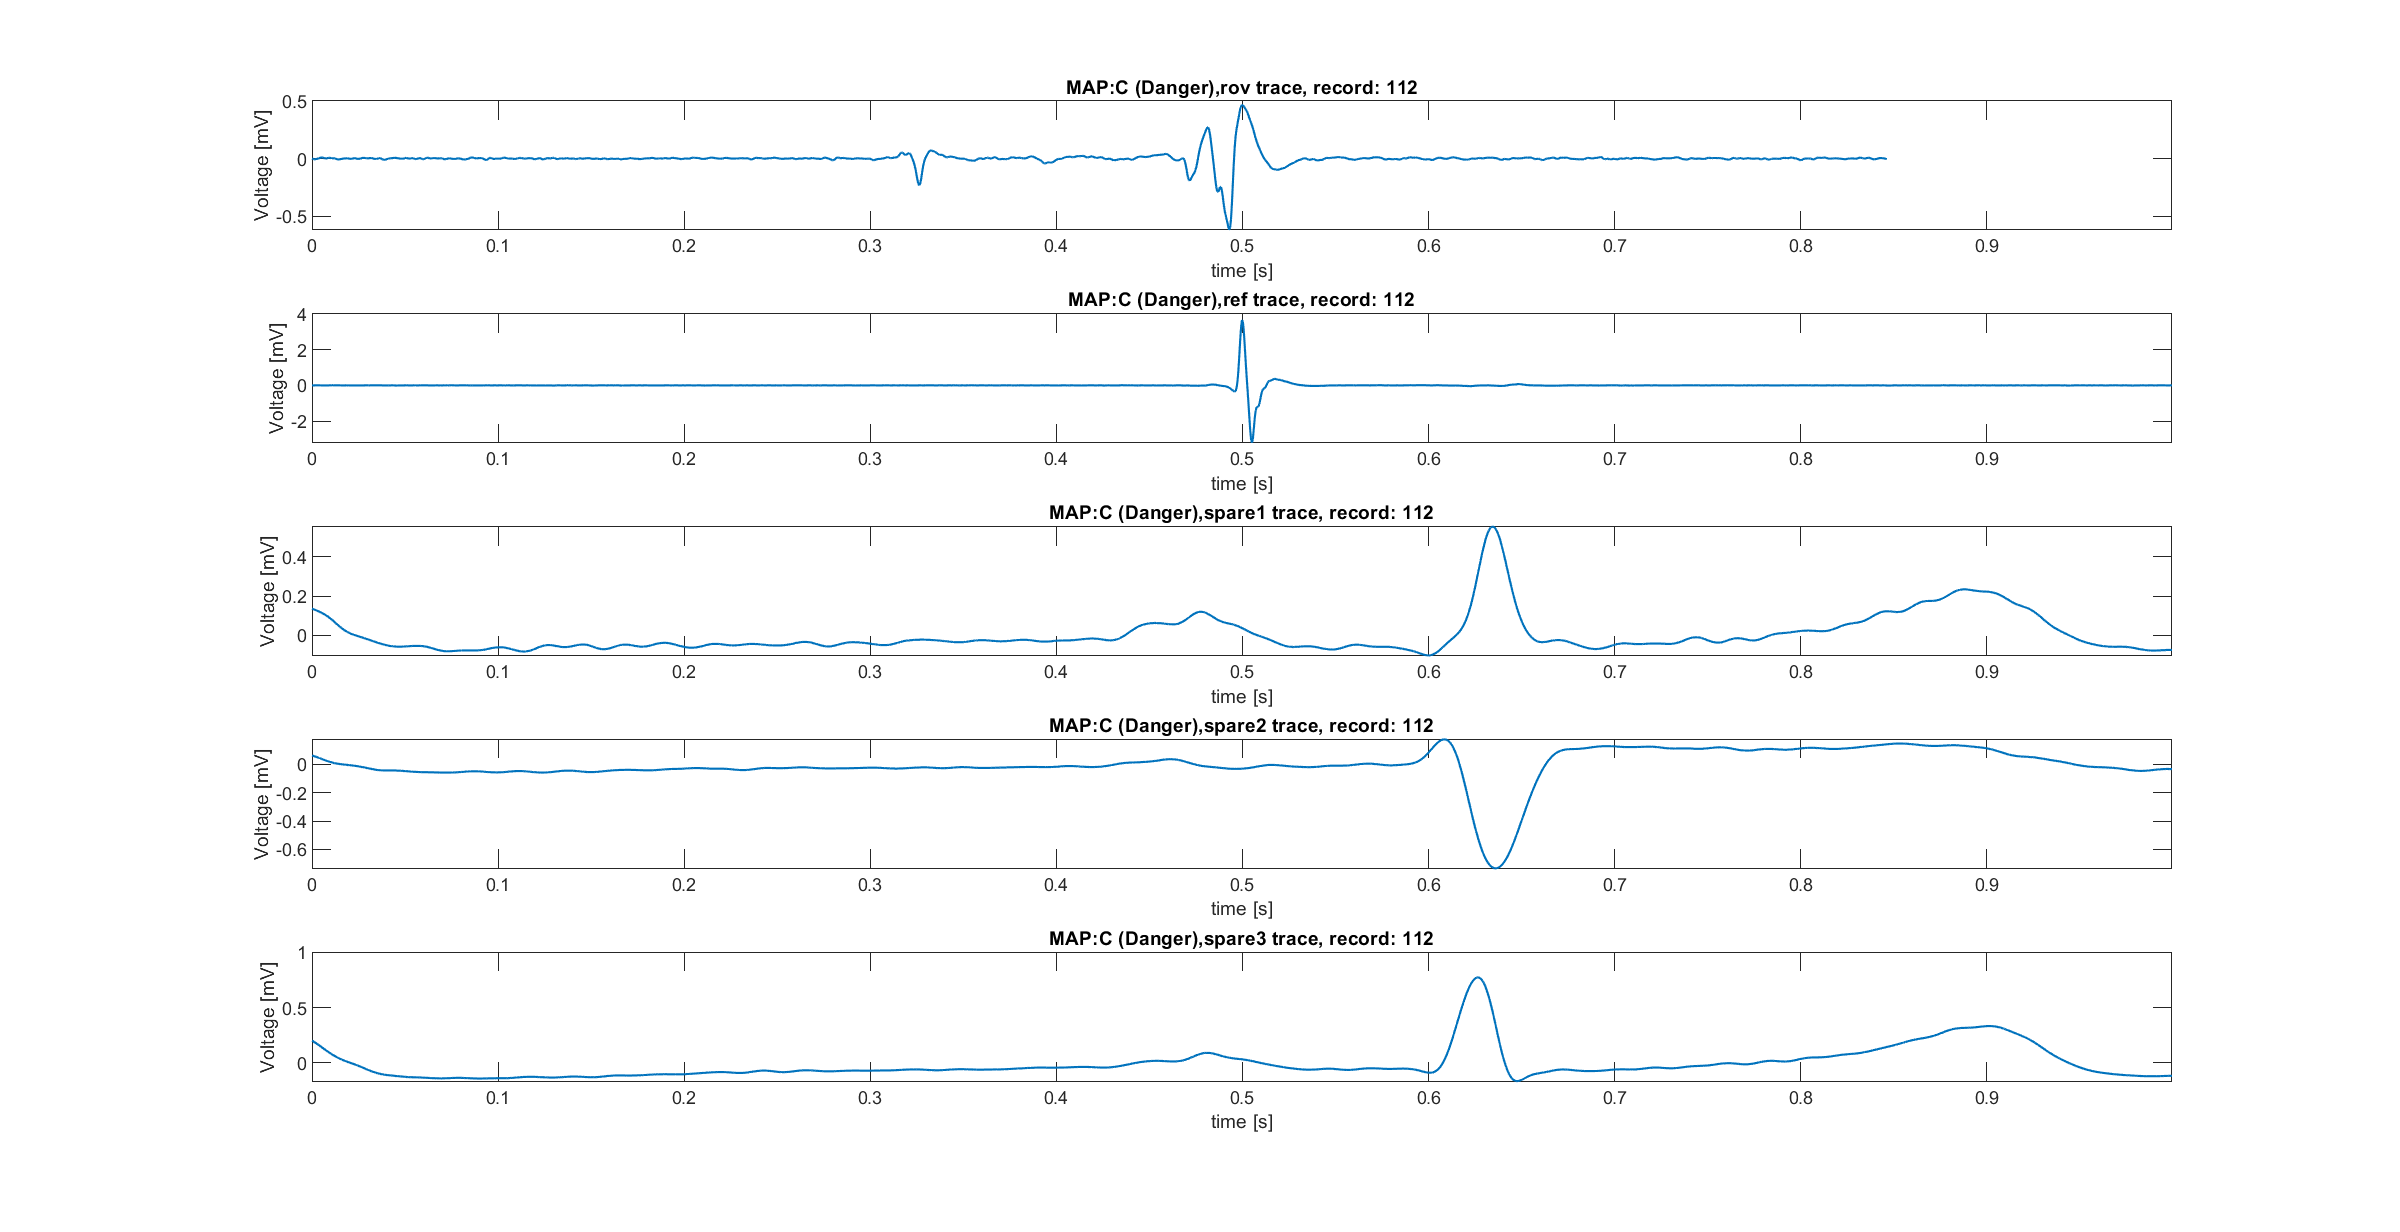 MAP:C (Danger),rov trace, record: 112
Voltage [mV]
0.5
0
-0.5
0 0.1 0.2 0.3 0.4 0.5 0.6 0.7 0.8 0.9
time [s]
MAP:C (Danger),ref trace, record: 112
Voltage [mV]
4
2
0
-2
0 0.1 0.2 0.3 0.4 0.5 0.6 0.7 0.8 0.9
time [s]
MAP:C (Danger),spare1 trace, record: 112
Voltage [mV]
0.4
0.2
0
0 0.1 0.2 0.3 0.4 0.5 0.6 0.7 0.8 0.9
time [s]
MAP:C (Danger),spare2 trace, record: 112
Voltage [mV]
0
-0.2
-0.4
-0.6
0 0.1 0.2 0.3 0.4 0.5 0.6 0.7 0.8 0.9
time [s]
MAP:C (Danger),spare3 trace, record: 112
Voltage [mV]
1
0.5
0
0 0.1 0.2 0.3 0.4 0.5 0.6 0.7 0.8 0.9
time [s]